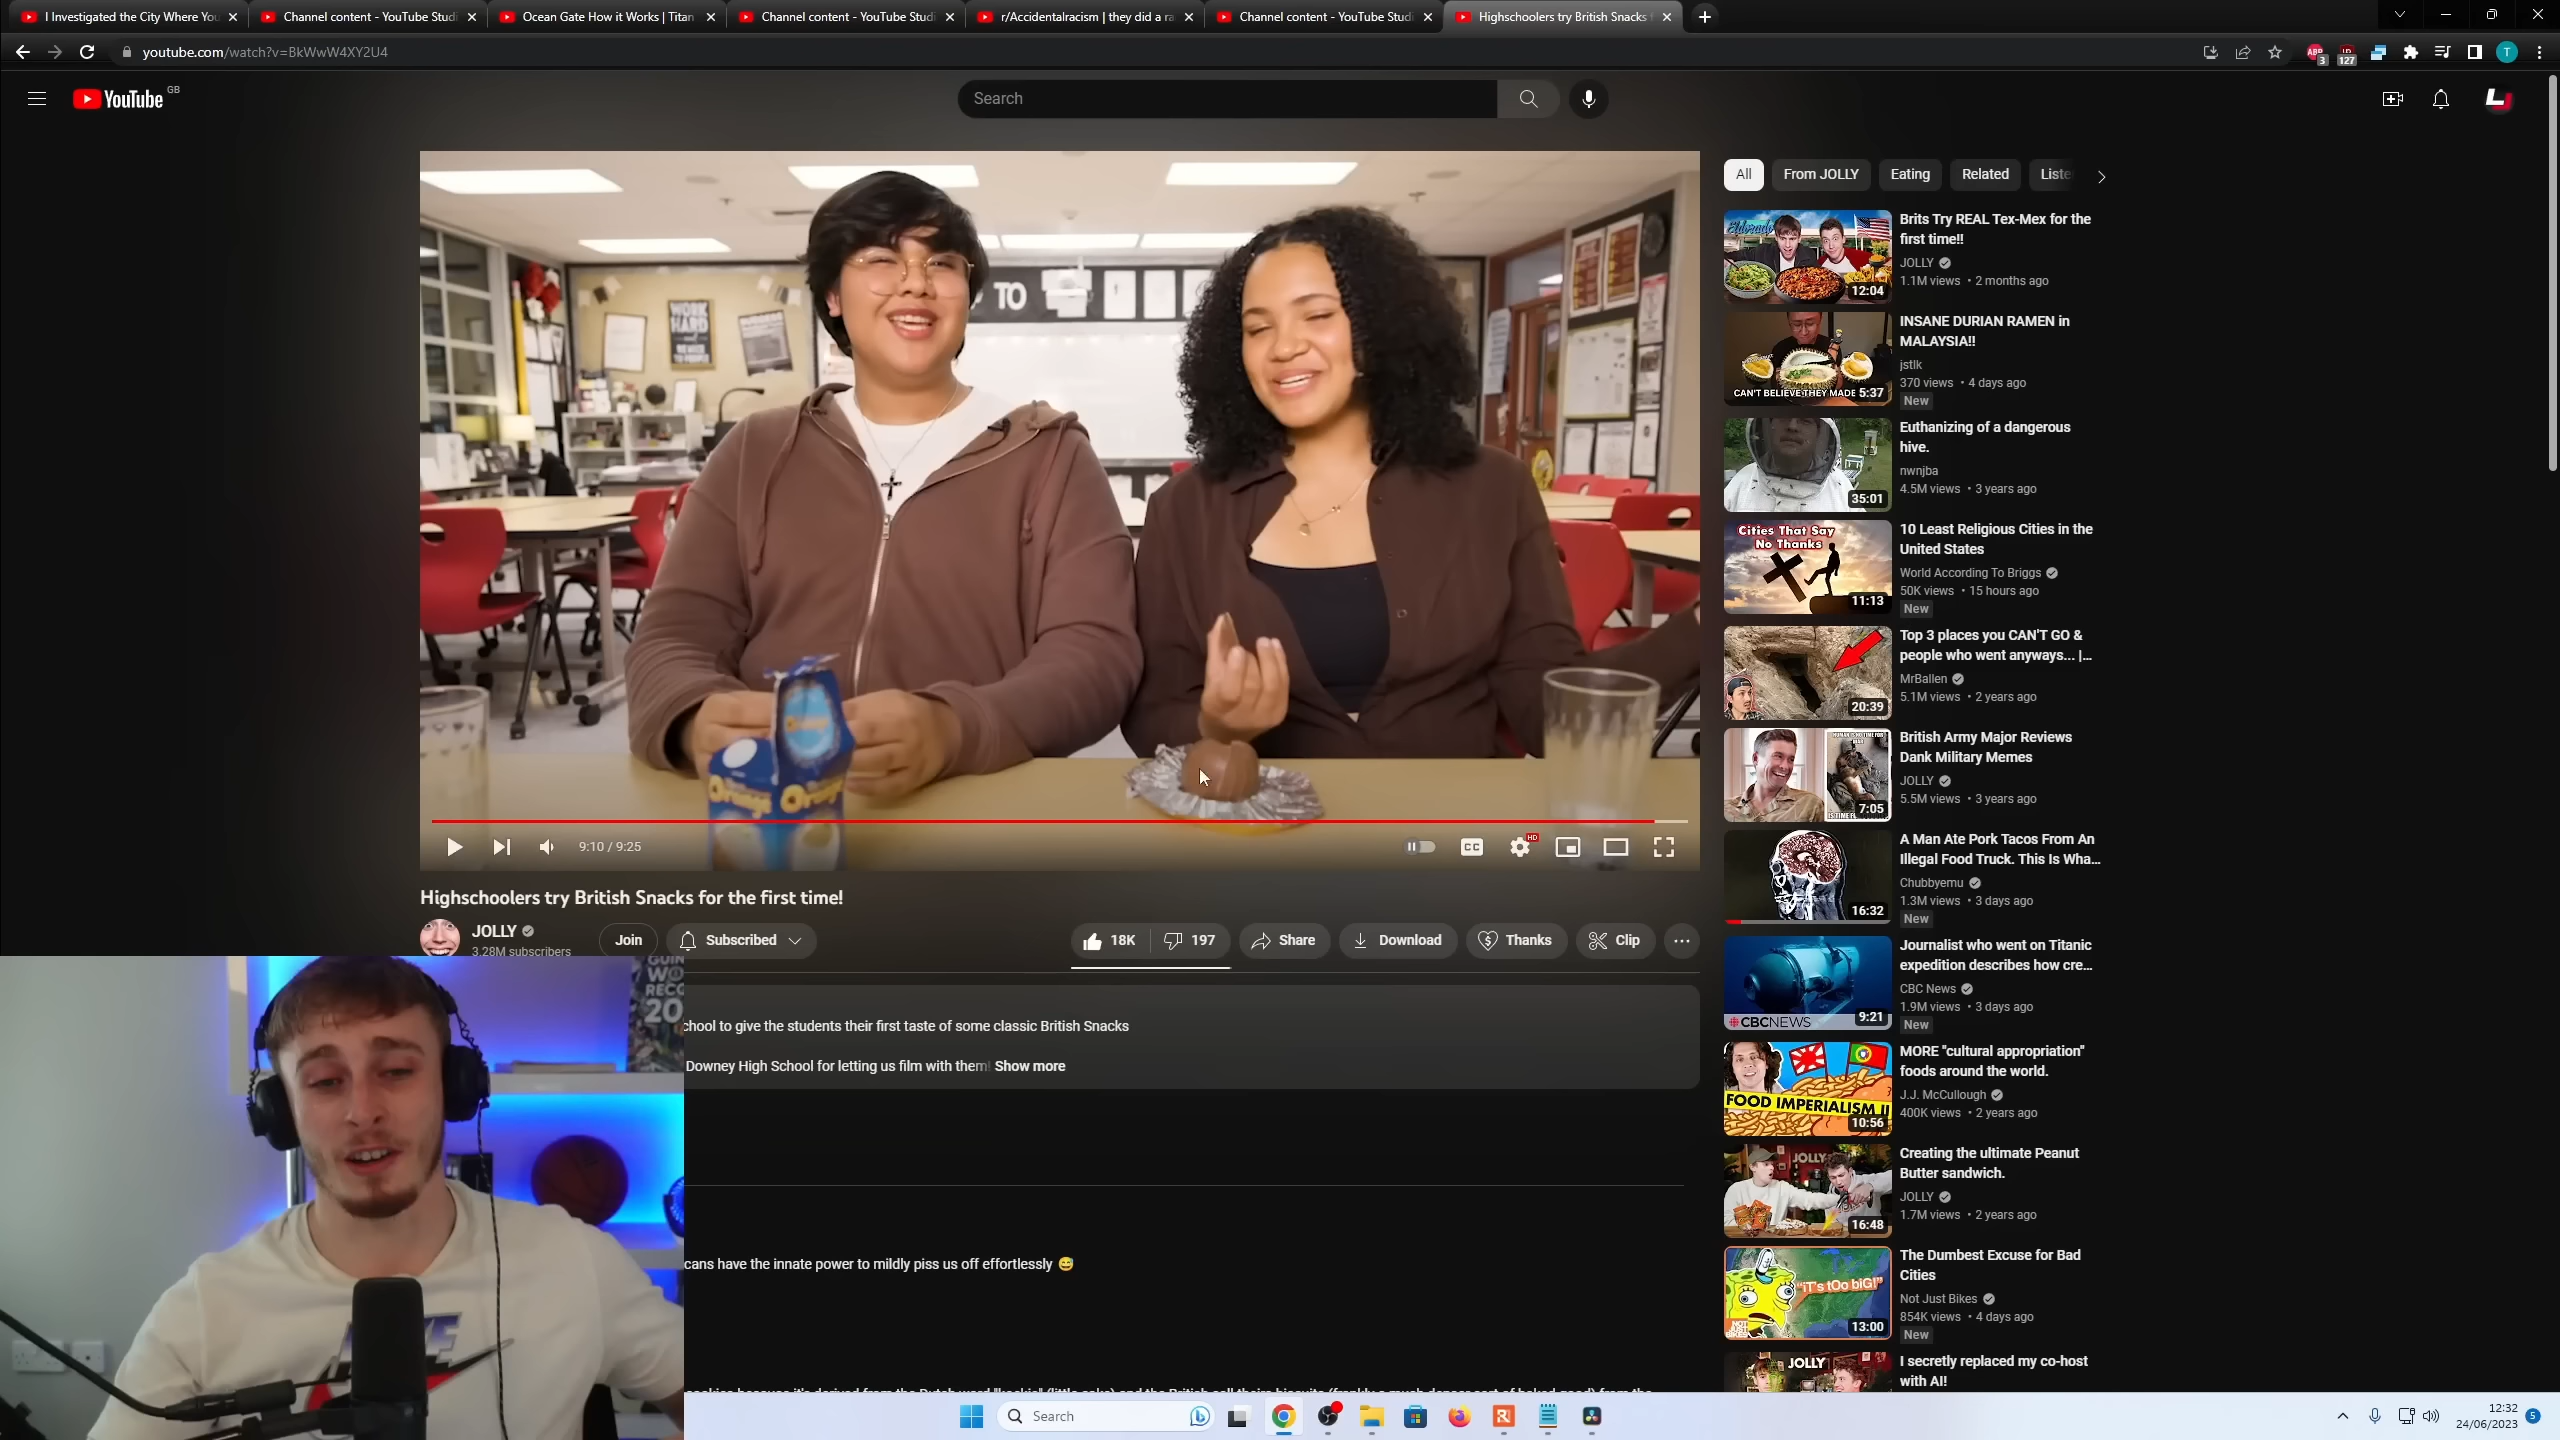 I Investigated the City Where You
Channel content - YouTube Studi
Ocean Gate How it Works | Titan
Channel content - YouTube Studi
r/Accidentalracism | they did a ra
Channel content - YouTube Studi
Highschoolers try British Snacks f
youtube.com/watch?v=BkWwW4XY2U4
ABP
3
127
T
YouTube GB
Search
TO
WORK HARD
Orange Orange
9:10 / 9:25
CC
HD
Highschoolers try British Snacks for the first time!
JOLLY
3.28M subscribers
Join
Subscribed
18K
197
Share
Download
Thanks
Clip
chool to give the students their first taste of some classic British Snacks
Downey High School for letting us film with them! Show more
cans have the innate power to mildly piss us off effortlessly 😅
All
From JOLLY
Eating
Related
Liste
Brits Try REAL Tex-Mex for the
first time!!
JOLLY
1.1M views • 2 months ago
12:04
INSANE DURIAN RAMEN in
MALAYSIA!!
jstlk
370 views • 4 days ago
New
CAN'T BELIEVE THEY MADE
5:37
Euthanizing of a dangerous
hive.
nwnjba
4.5M views • 3 years ago
35:01
Cities That Say
No Thanks
11:13
10 Least Religious Cities in the
United States
World According To Briggs
50K views • 15 hours ago
New
Top 3 places you CAN'T GO &
people who went anyways... |...
MrBallen
5.1M views • 2 years ago
20:39
British Army Major Reviews
Dank Military Memes
JOLLY
5.5M views • 3 years ago
7:05
A Man Ate Pork Tacos From An
Illegal Food Truck. This Is Wha...
Chubbyemu
1.3M views • 3 days ago
New
16:32
Journalist who went on Titanic
expedition describes how cre...
CBC News
1.9M views • 3 days ago
New
CBCNEWS
9:21
MORE "cultural appropriation"
foods around the world.
J.J. McCullough
400K views • 2 years ago
FOOD IMPERIALISM II
10:56
Creating the ultimate Peanut
Butter sandwich.
JOLLY
1.7M views • 2 years ago
JOLLY
16:48
The Dumbest Excuse for Bad
Cities
Not Just Bikes
854K views • 4 days ago
New
"iT's tOo biG!"
NOT JUST BIKES
13:00
JOLLY
I secretly replaced my co-host
with AI!
Search
12:32
24/06/2023
5